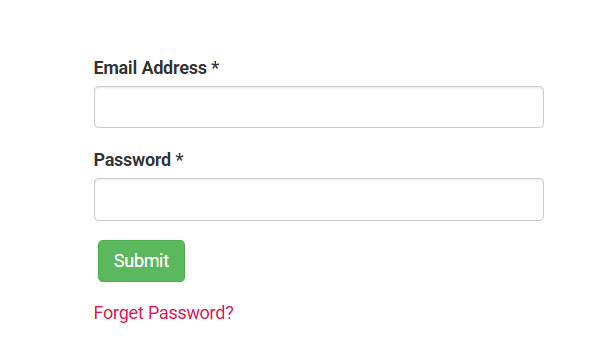 Email Address *
Password *
Submit
Forget Password?